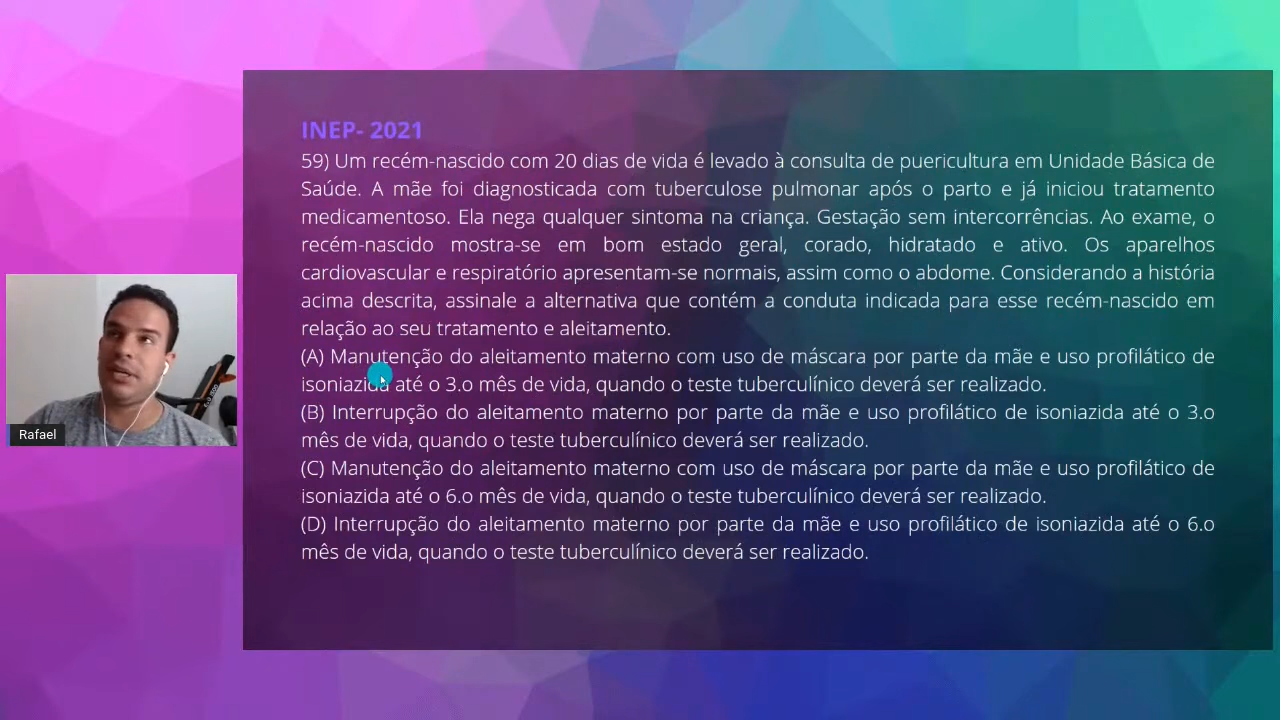 INEP- 2021
59) Um recém-nascido com 20 dias de vida é levado à consulta de puericultura em Unidade Básica de
Saúde. A mãe foi diagnosticada com tuberculose pulmonar após o parto e já iniciou tratamento
medicamentoso. Ela nega qualquer sintoma na criança. Gestação sem intercorrências. Ao exame, o
recém-nascido mostra-se em bom estado geral, corado, hidratado e ativo. Os aparelhos
cardiovascular e respiratório apresentam-se normais, assim como o abdome. Considerando a história
acima descrita, assinale a alternativa que contém a conduta indicada para esse recém-nascido em
relação ao seu tratamento e aleitamento.
(A) Manutenção do aleitamento materno com uso de máscara por parte da mãe e uso profilático de
isoniazida até o 3.o mês de vida, quando o teste tuberculínico deverá ser realizado.
(B) Interrupção do aleitamento materno por parte da mãe e uso profilático de isoniazida até o 3.o
mês de vida, quando o teste tuberculínico deverá ser realizado.
(C) Manutenção do aleitamento materno com uso de máscara por parte da mãe e uso profilático de
isoniazida até o 6.o mês de vida, quando o teste tuberculínico deverá ser realizado.
(D) Interrupção do aleitamento materno por parte da mãe e uso profilático de isoniazida até o 6.o
mês de vida, quando o teste tuberculínico deverá ser realizado.
Rafael